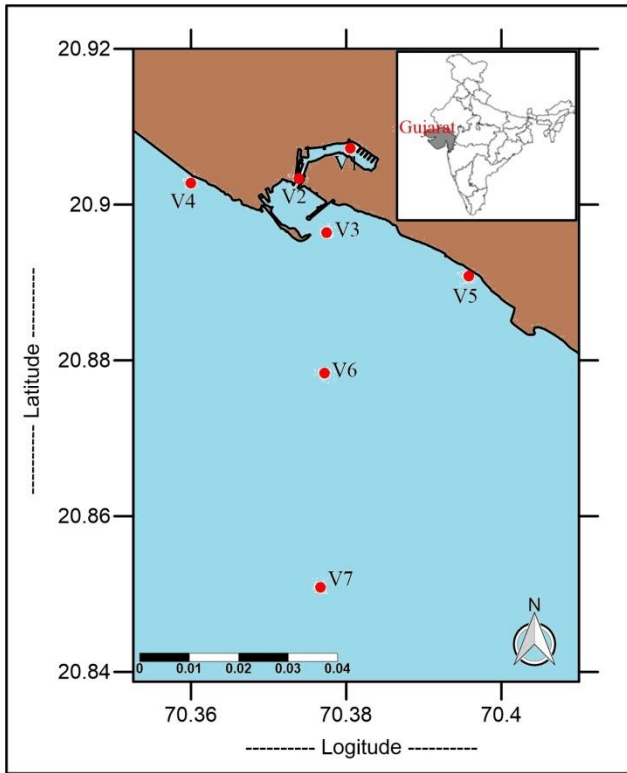 20.92
Gujarat
V1
V2
20.9
V4
V3
V5
20.88
V6
------- Latitude ----------
20.86
V7
N
0 0.01 0.02 0.03 0.04
20.84
70.36 70.38 70.4
---------- Logitude ----------